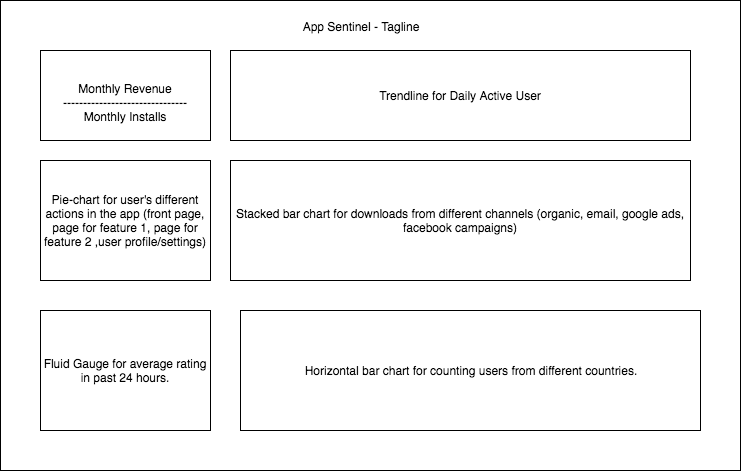 App Sentinel - Tagline
Monthly Revenue
-------------------------------
Monthly Installs
Trendline for Daily Active User
Pie-chart for user's different
actions in the app (front page,
page for feature 1, page for
feature 2 ,user profile/settings)
Stacked bar chart for downloads from different channels (organic, email, google ads,
facebook campaigns)
Fluid Gauge for average rating
in past 24 hours.
Horizontal bar chart for counting users from different countries.